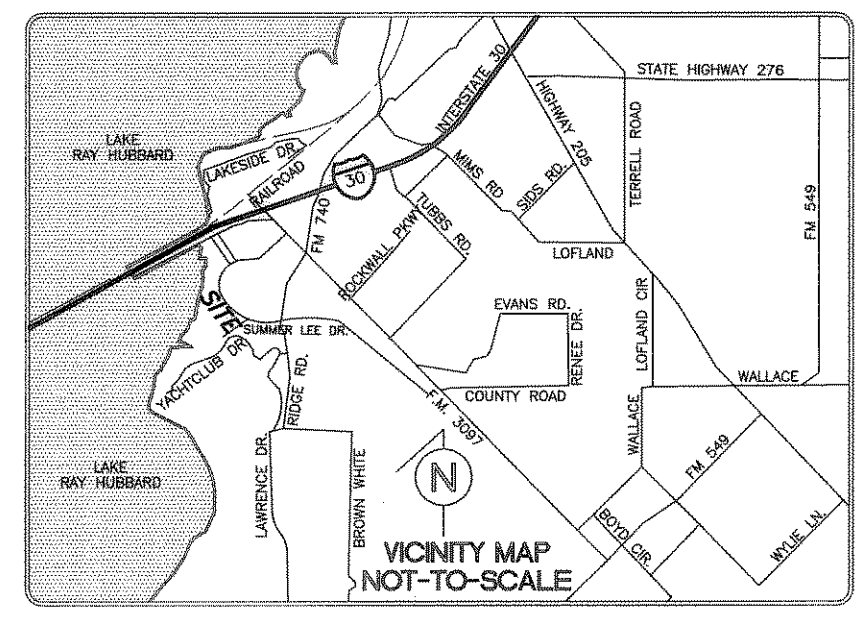 STATE HIGHWAY 276
INTERSTATE 30
HIGHWAY 205
TERRELL ROAD
FM 549
LAKE
RAY HUBBARD
LAKESIDE DR.
RAILROAD
30
FM 740
MIMS RD
SIDS RD.
TUBBS RD.
ROCKWALL PKWY
LOFLAND
SITE
SUMMER LEE DR.
EVANS RD.
RENEE DR.
LOFLAND CIR
YACHTCLUB DR
RIDGE RD.
COUNTY ROAD
WALLACE
F.M. 3097
WALLACE
FM 549
LAKE
RAY HUBBARD
LAWRENCE DR.
BROWN WHITE
N
BOYD CIR.
WYLIE LN.
VICINITY MAP
NOT-TO-SCALE